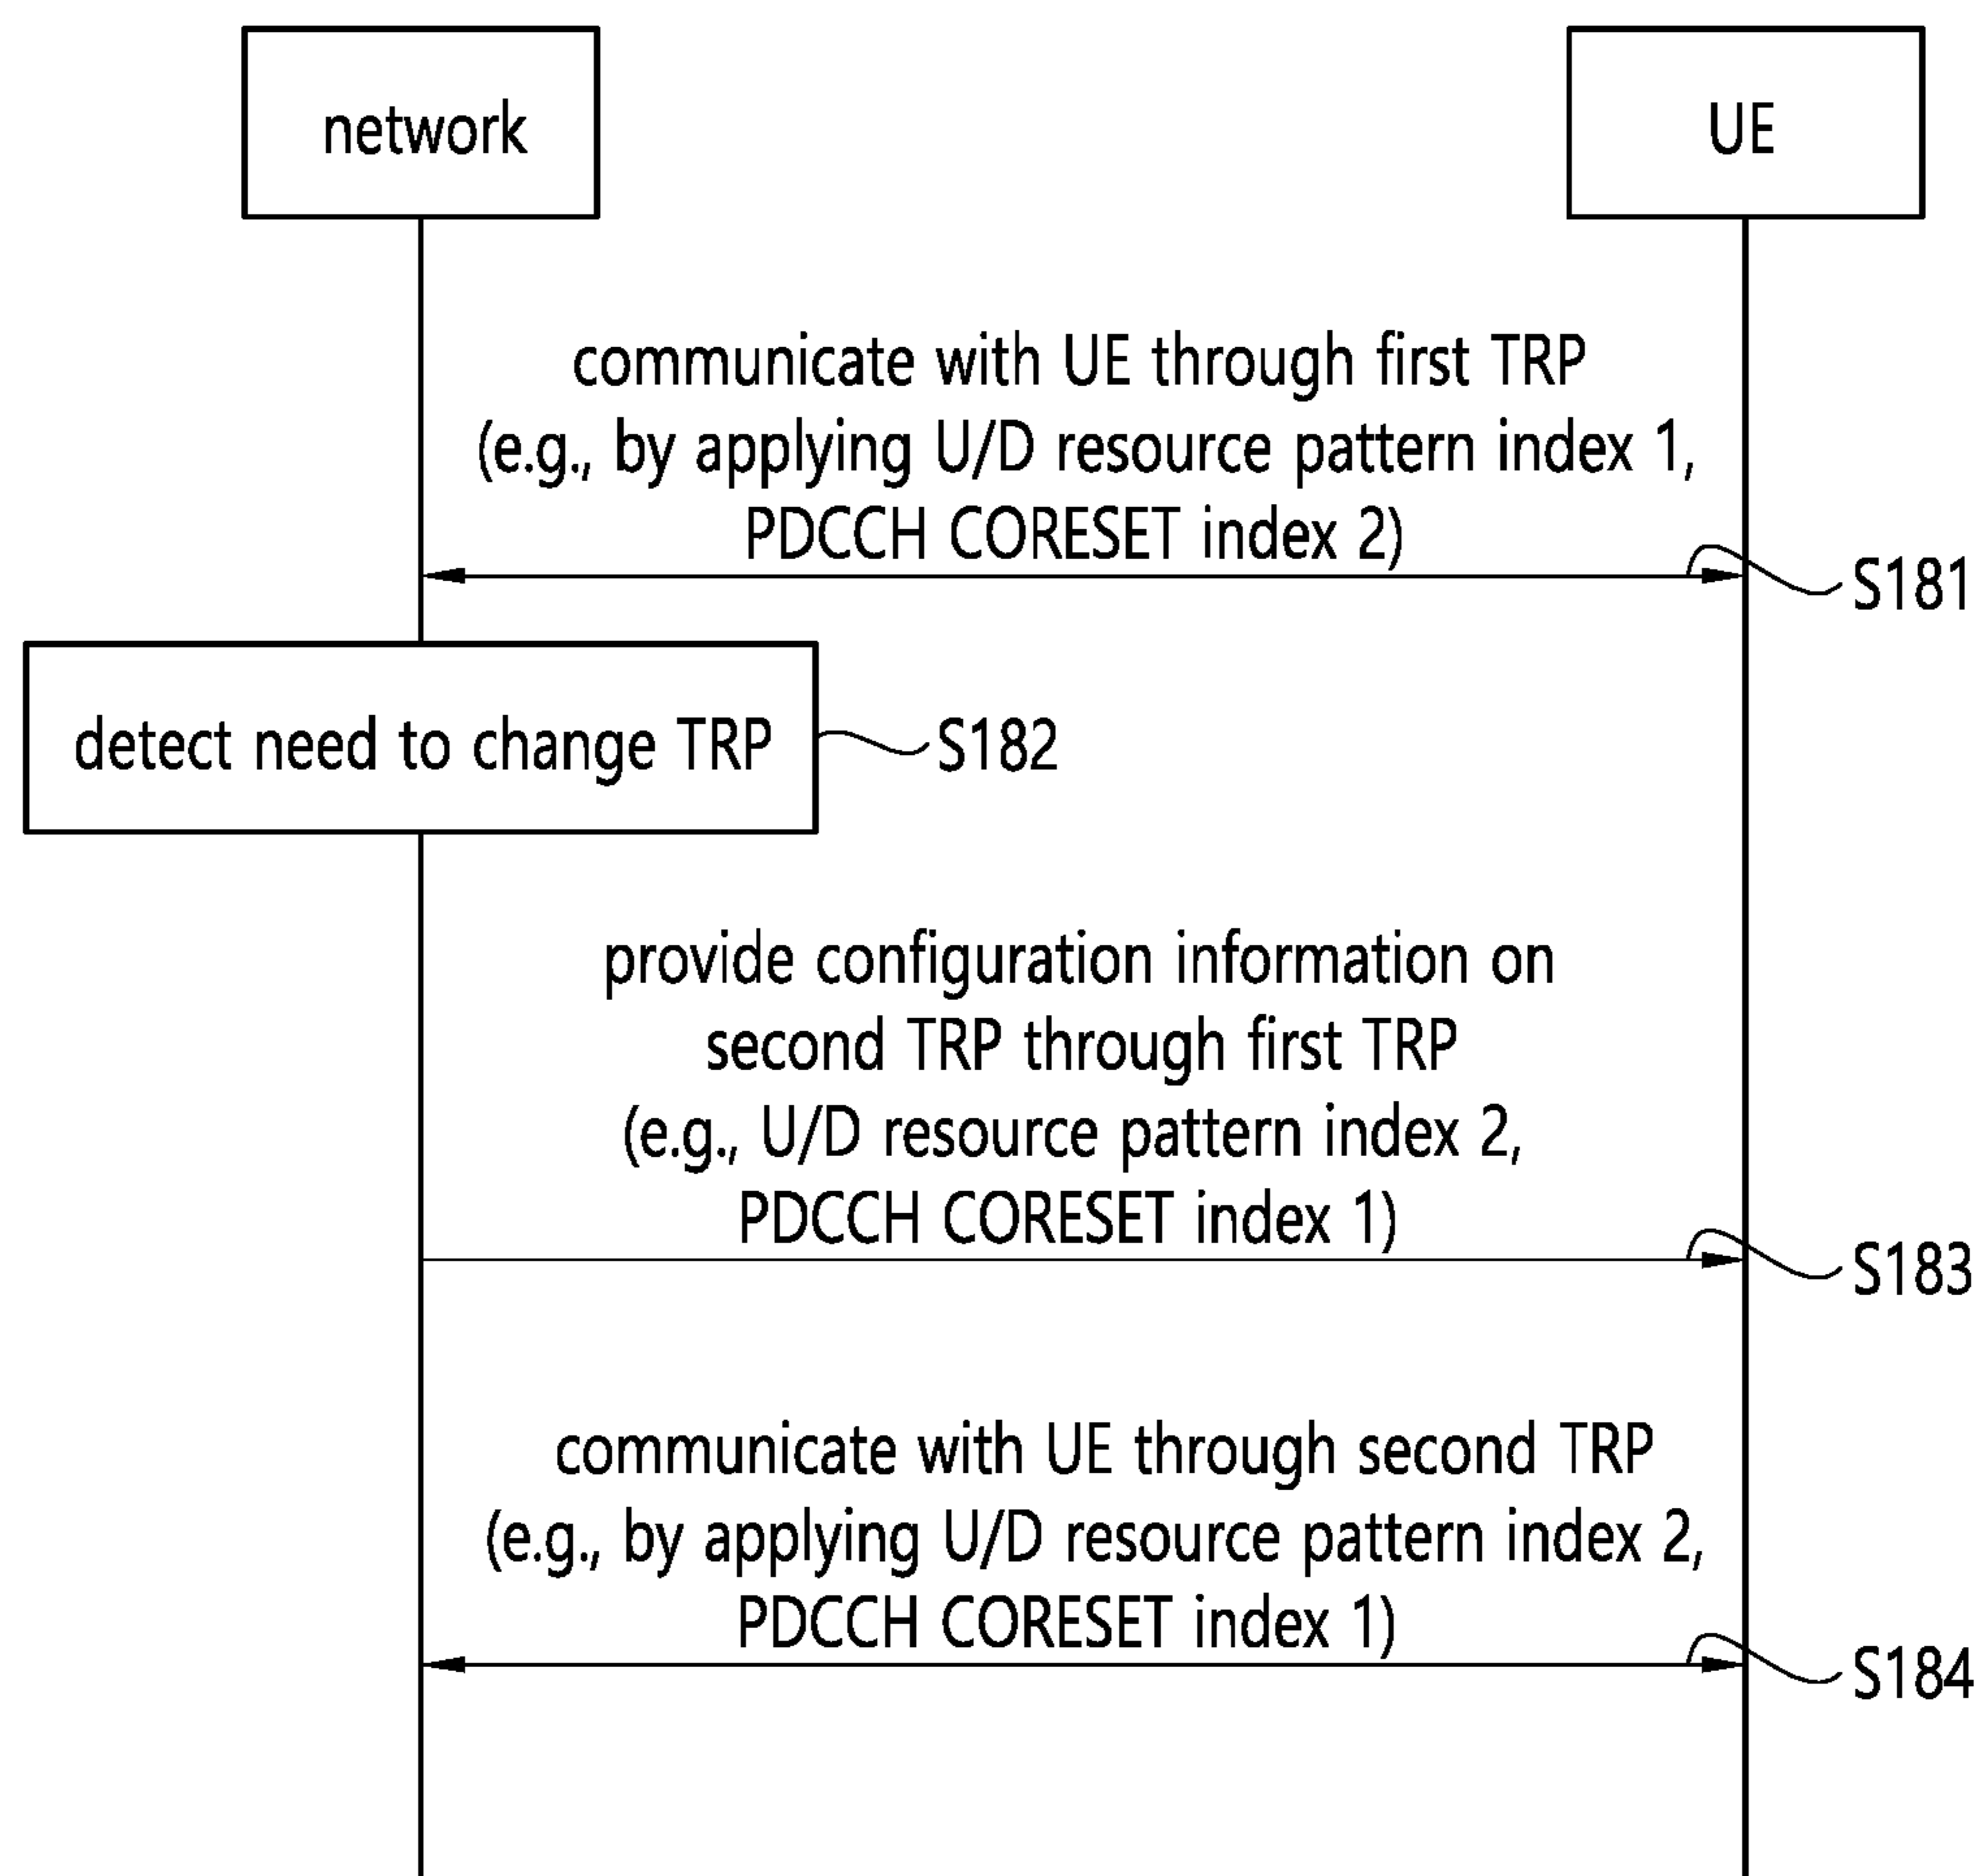 network
UE
communicate with UE through first TRP
(e.g., by applying U/D resource pattern index 1,
PDCCH CORESET index 2)
S181
detect need to change TRP
S182
provide configuration information on
second TRP through first TRP
(e.g., U/D resource pattern index 2,
PDCCH CORESET index 1)
S183
communicate with UE through second TRP
(e.g., by applying U/D resource pattern index 2,
PDCCH CORESET index 1)
S184